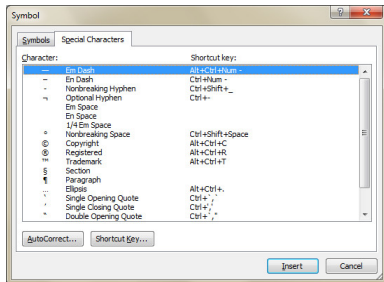 Symbol
Symbols Special Characters
Character: Shortcut key:
— Em Dash Alt+Ctrl+Num -
– En Dash Ctrl+Num -
- Nonbreaking Hyphen Ctrl+Shift+_
¬ Optional Hyphen Ctrl+-
Em Space
En Space
1/4 Em Space
° Nonbreaking Space Ctrl+Shift+Space
© Copyright Alt+Ctrl+C
® Registered Alt+Ctrl+R
™ Trademark Alt+Ctrl+T
§ Section
¶ Paragraph
… Ellipsis Alt+Ctrl+.
‘ Single Opening Quote Ctrl+`,`
’ Single Closing Quote Ctrl+','
“ Double Opening Quote Ctrl+`,"
AutoCorrect... Shortcut Key...
Insert Cancel